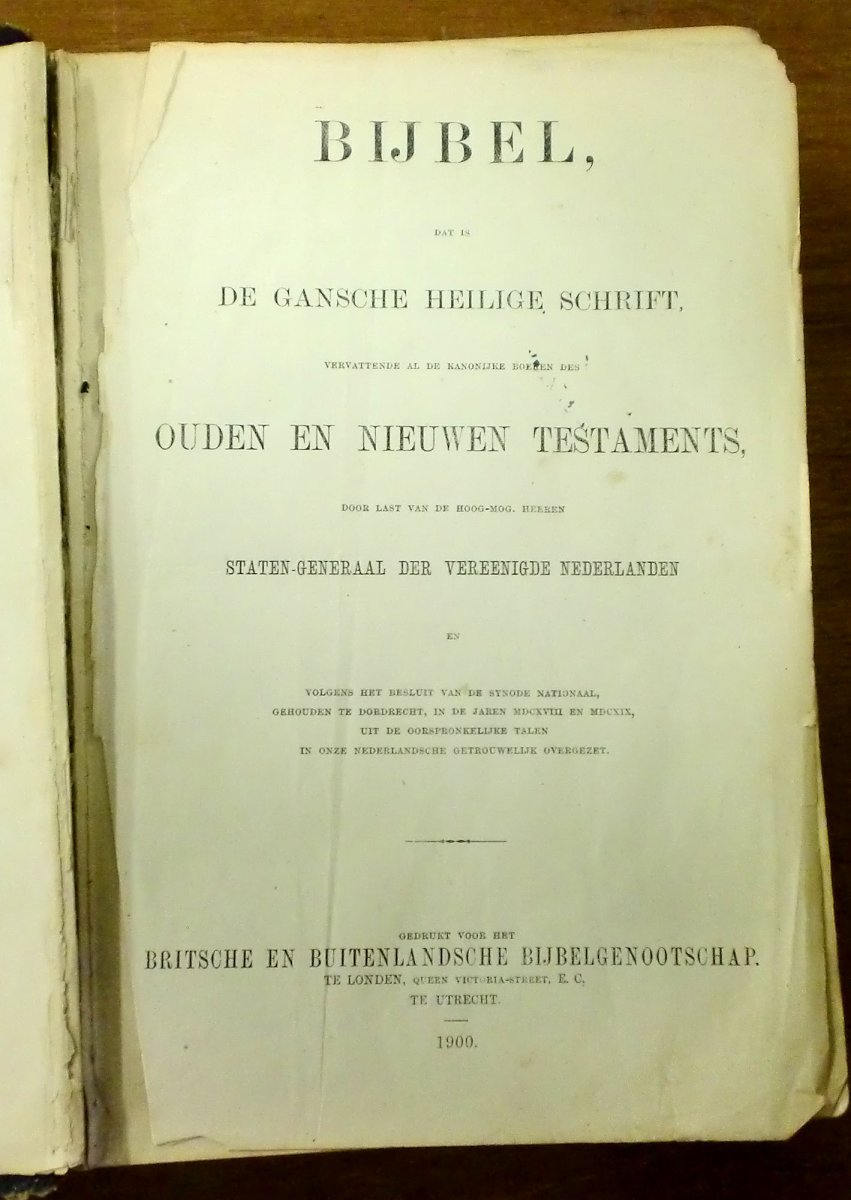 BIJBEL,
DAT IS
DE GANSCHE HEILIGE SCHRIFT,
VERVATTENDE AL DE KANONIJKE BOEKEN DES
OUDEN EN NIEUWEN TESTAMENTS,
DOOR LAST VAN DE HOOG-MOG. HEEREN
STATEN-GENERAAL DER VEREENIGDE NEDERLANDEN
EN
VOLGENS HET BESLUIT VAN DE SYNODE NATIONAAL,
GEHOUDEN TE DORDRECHT, IN DE JAREN MDCXVIII EN MDCXIX,
UIT DE OORSPRONKELIJKE TALEN
IN ONZE NEDERLANDSCHE GETROUWELIJK OVERGEZET.
GEDRUKT VOOR HET
BRITSCHE EN BUITENLANDSCHE BIJBELGENOOTSCHAP.
TE LONDEN, QUEEN VICTORIA-STREET, E. C.
TE UTRECHT.
1900.